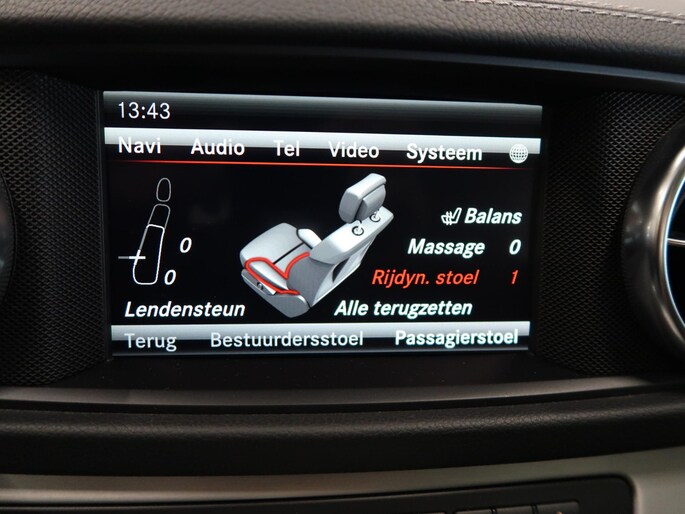 13:43
Navi Audio Tel Video Systeem
Balans
0 Massage 0
0 Rijdyn. stoel 1
Lendensteun Alle terugzetten
Terug Bestuurdersstoel Passagierstoel